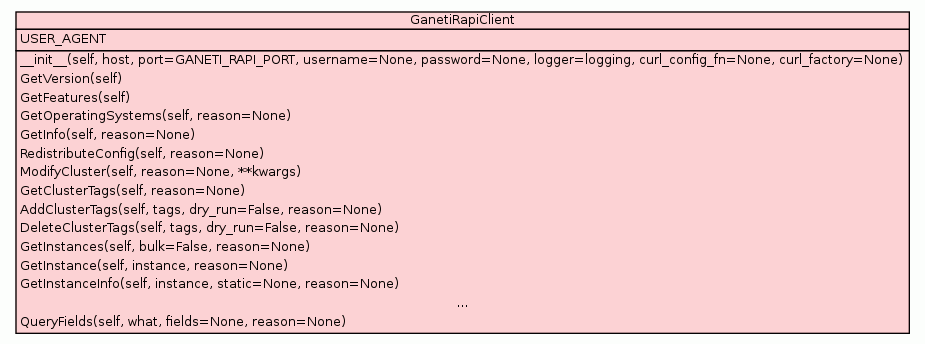 GanetiRapiClient
USER_AGENT
__init__(self, host, port=GANETI_RAPI_PORT, username=None, password=None, logger=logging, curl_config_fn=None, curl_factory=None)
GetVersion(self)
GetFeatures(self)
GetOperatingSystems(self, reason=None)
GetInfo(self, reason=None)
RedistributeConfig(self, reason=None)
ModifyCluster(self, reason=None, **kwargs)
GetClusterTags(self, reason=None)
AddClusterTags(self, tags, dry_run=False, reason=None)
DeleteClusterTags(self, tags, dry_run=False, reason=None)
GetInstances(self, bulk=False, reason=None)
GetInstance(self, instance, reason=None)
GetInstanceInfo(self, instance, static=None, reason=None)
...
QueryFields(self, what, fields=None, reason=None)